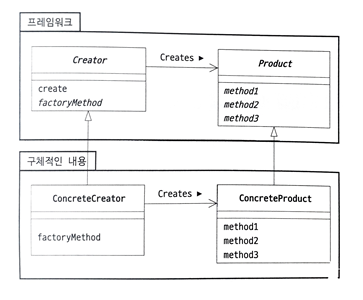 프레임워크
Creator
Creates ►
Product
create
factoryMethod
method1
method2
method3
구체적인 내용
ConcreteCreator
Creates ►
ConcreteProduct
factoryMethod
method1
method2
method3